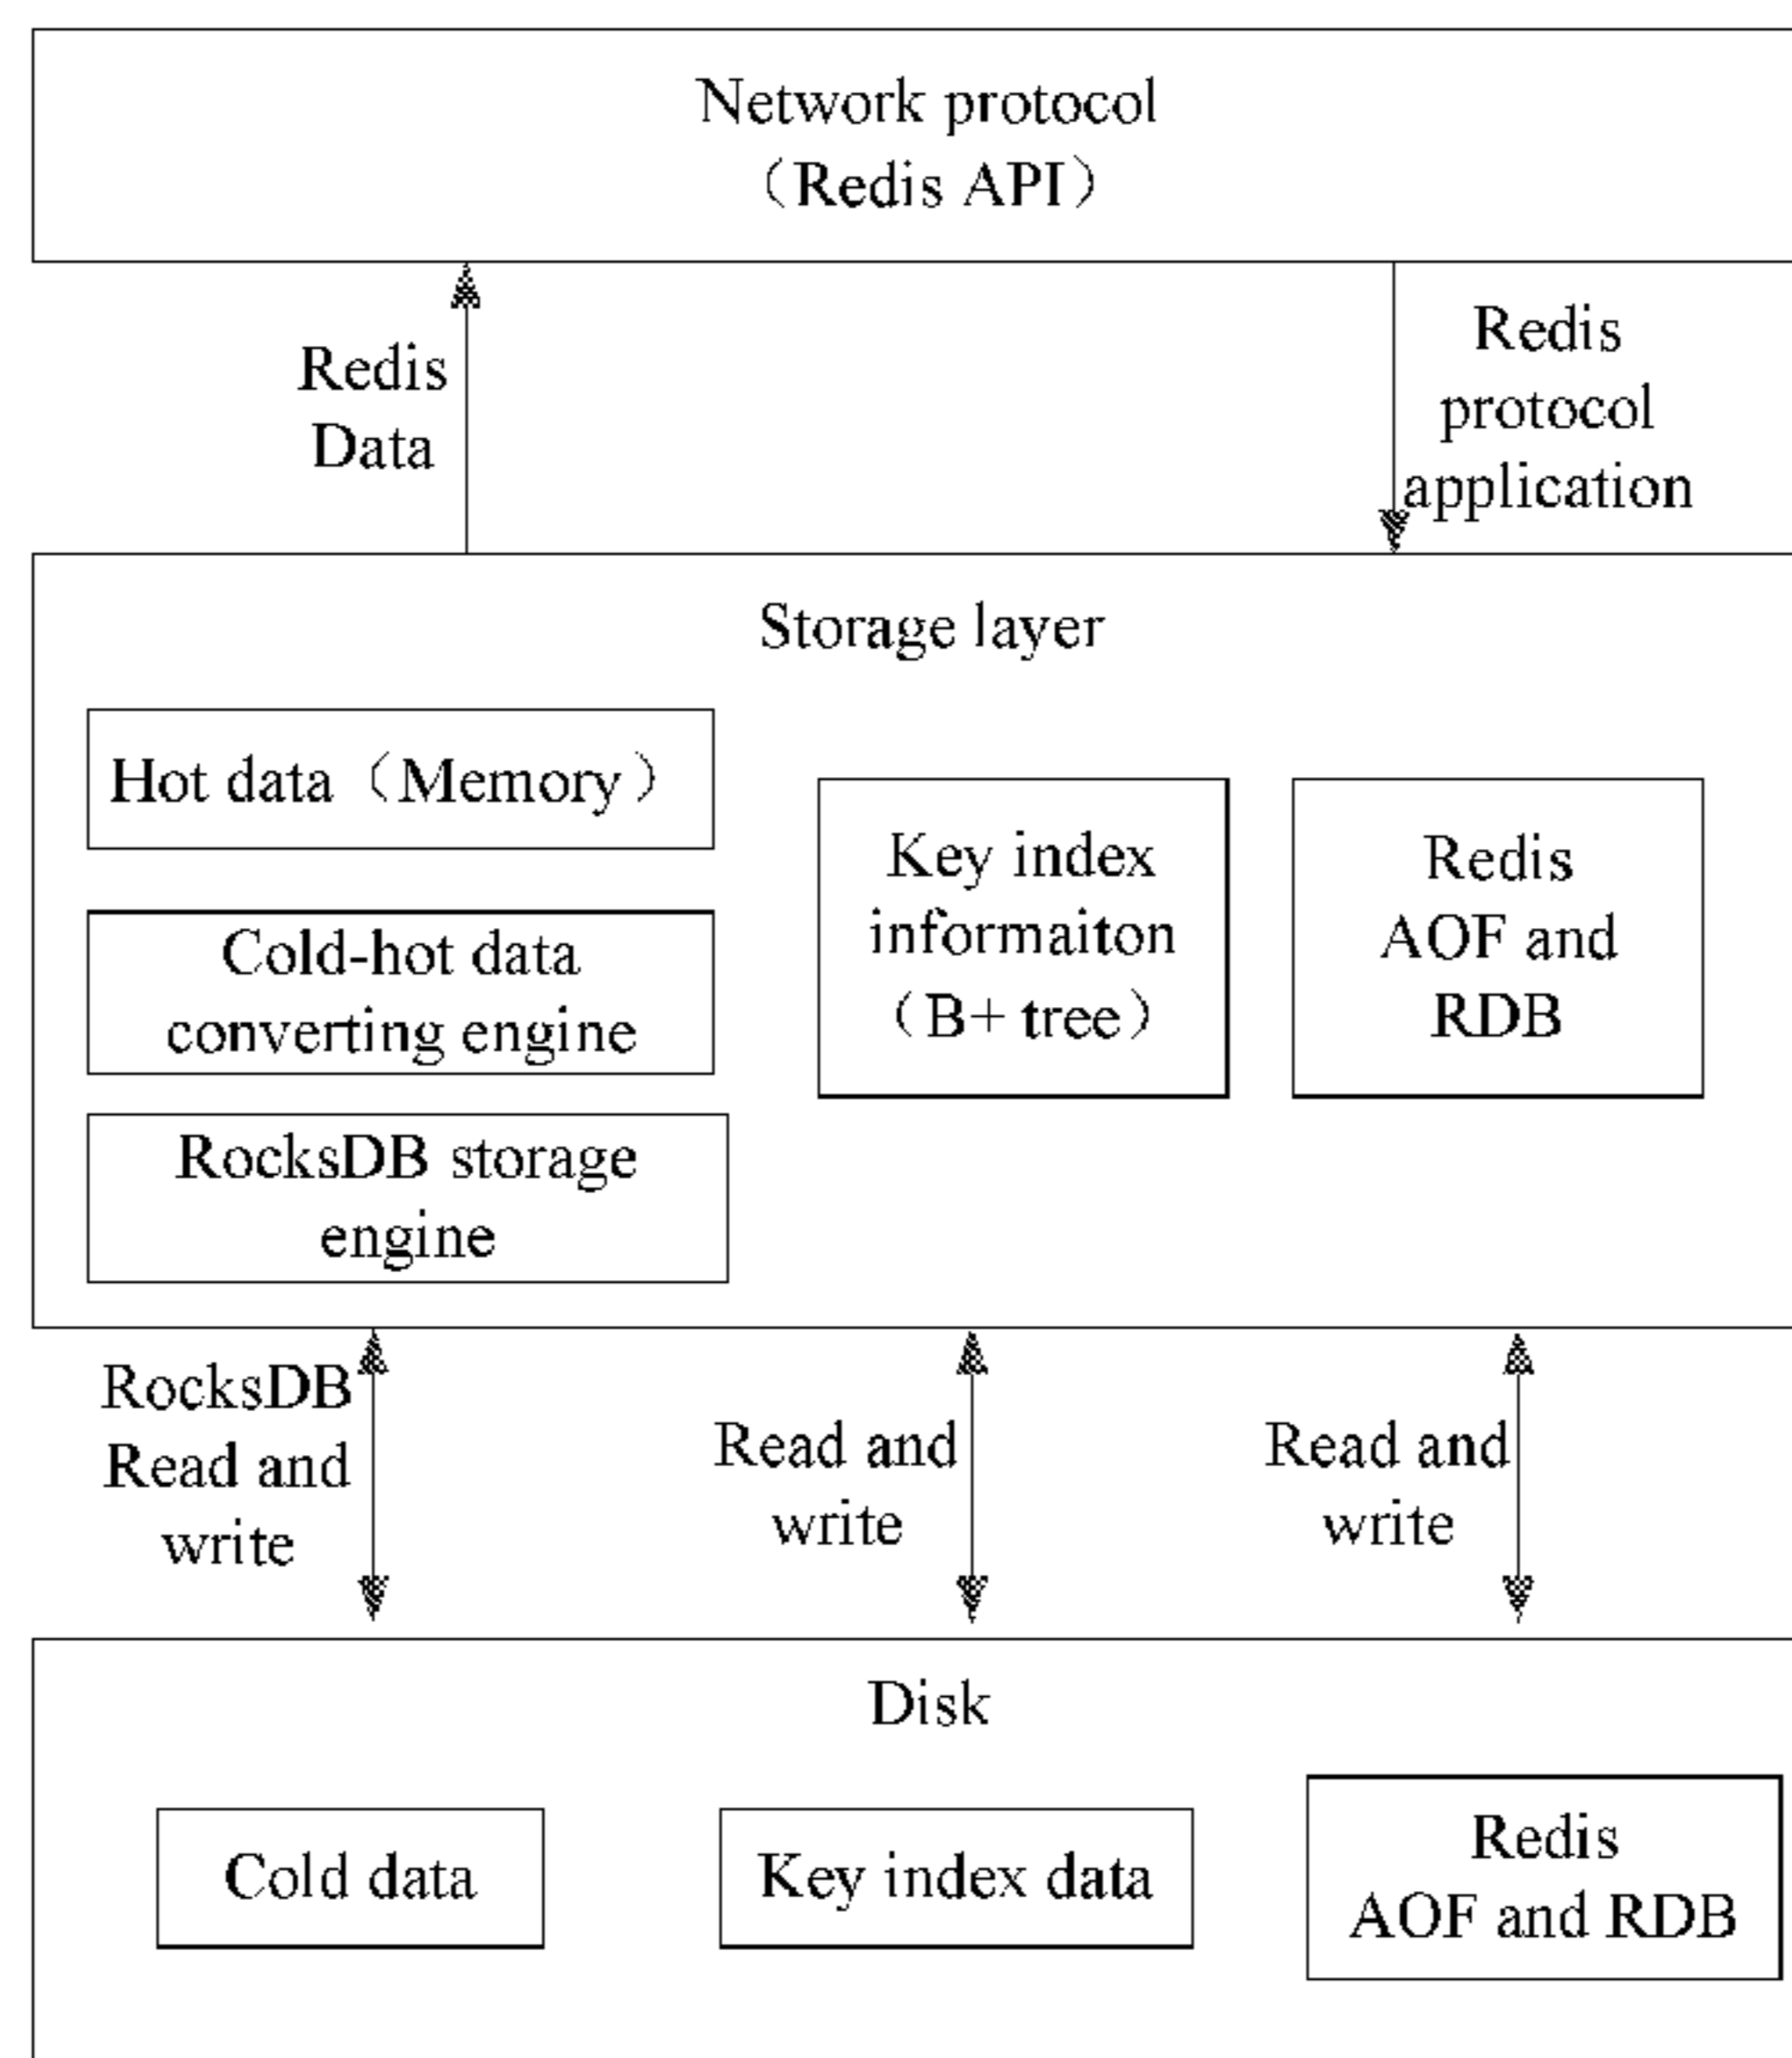 Network protocol
（Redis API）
Redis
Data
Redis
protocol
application
Storage layer
Hot data（Memory）
Cold-hot data
converting engine
RocksDB storage
engine
Key index
informaiton
（B+ tree）
Redis
AOF and
RDB
RocksDB
Read and
write
Read and
write
Read and
write
Disk
Cold data
Key index data
Redis
AOF and RDB